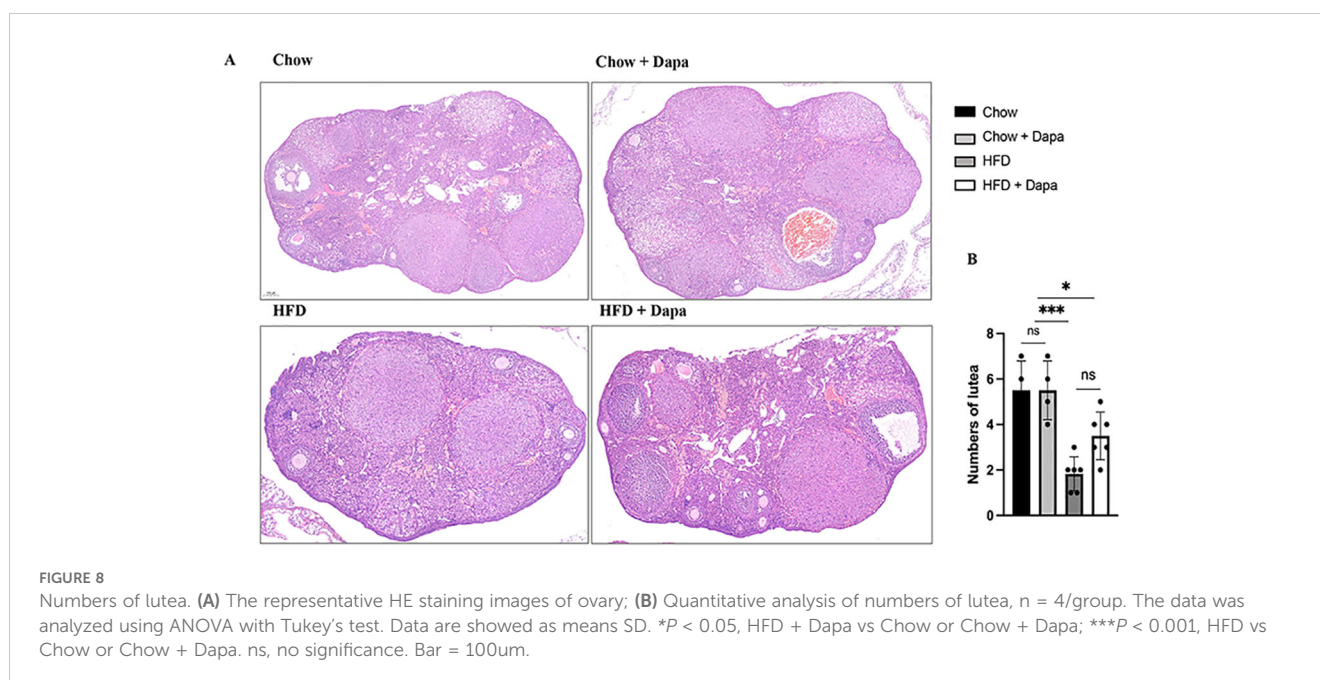 A
Chow
Chow + Dapa
HFD
HFD + Dapa
Chow
Chow + Dapa
HFD
HFD + Dapa
B
*
***
ns
ns
Numbers of lutea
8
6
4
2
0
FIGURE 8
Numbers of lutea. (A) The representative HE staining images of ovary; (B) Quantitative analysis of numbers of lutea, n = 4/group. The data was
analyzed using ANOVA with Tukey's test. Data are showed as means SD. *P < 0.05, HFD + Dapa vs Chow or Chow + Dapa; ***P < 0.001, HFD vs
Chow or Chow + Dapa. ns, no significance. Bar = 100um.